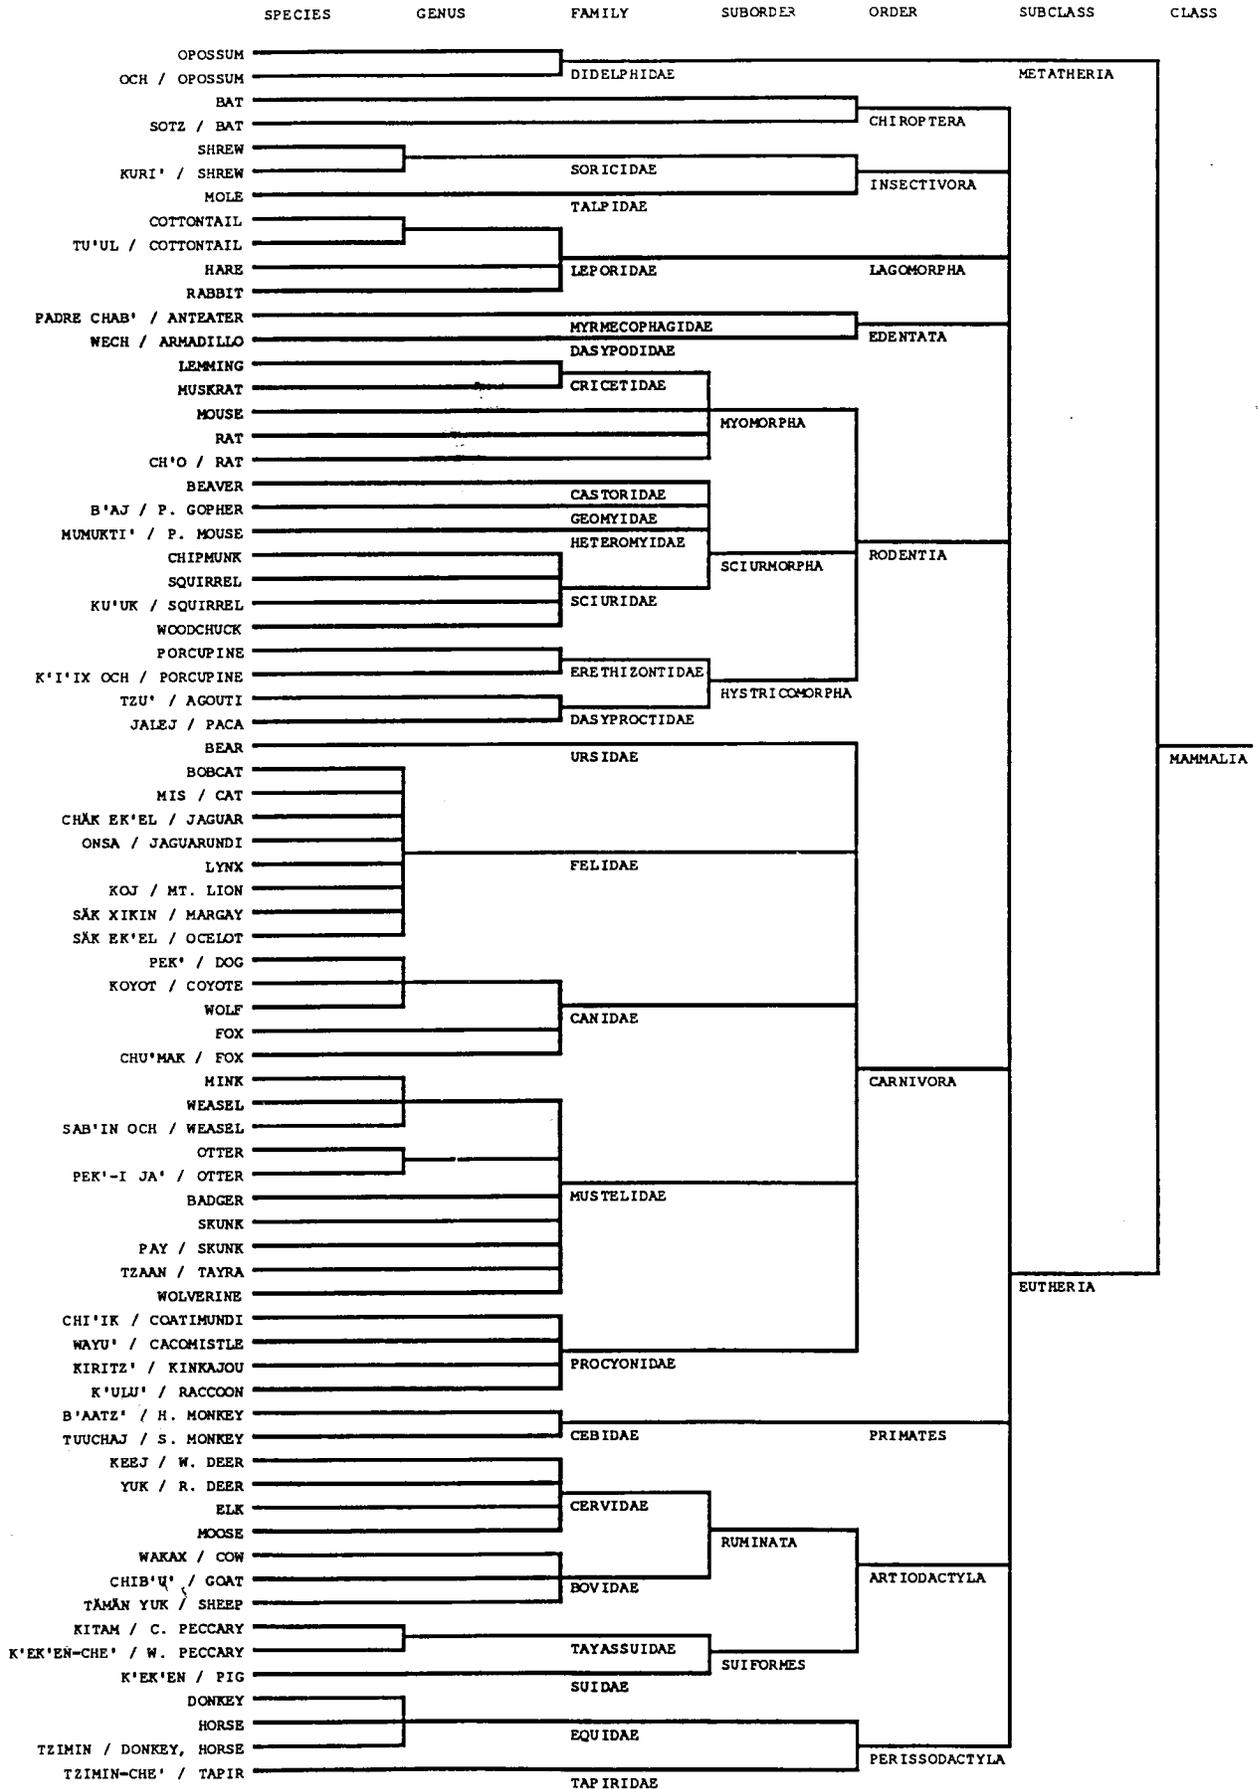 SPECIES GENUS FAMILY SUBORDER ORDER SUBCLASS CLASS
OPOSSUM
OCH / OPOSSUM
DIDELPHIDAE METATHERIA
BAT
SOTZ / BAT
CHIROPTERA
SHREW
KURI' / SHREW
SORICIDAE
INSECTIVORA
MOLE
TALPIDAE
COTTONTAIL
TU'UL / COTTONTAIL
HARE
LEPORIDAE LAGOMORPHA
RABBIT
PADRE CHAB' / ANTEATER
MYRMECOPHAGIDAE
WECH / ARMADILLO
EDENTATA
DASYPODIDAE
LEMMING
MUSKRAT
CRICETIDAE
MOUSE
MYOMORPHA
RAT
CH'O / RAT
BEAVER
CASTORIDAE
B'AJ / P. GOPHER
GEOMYIDAE
MUMUKTI' / P. MOUSE
HETEROMYIDAE
CHIPMUNK
RODENTIA
SCIURMORPHA
SQUIRREL
KU'UK / SQUIRREL
SCIURIDAE
WOODCHUCK
PORCUPINE
K'I'IX OCH / PORCUPINE
ERETHIZONTIDAE
TZU' / AGOUTI
HYSTRICOMORPHA
JALEJ / PACA
DASYPROCTIDAE
BEAR
URSIDAE
MAMMALIA
BOBCAT
MIS / CAT
CHÄK EK'EL / JAGUAR
ONSA / JAGUARUNDI
LYNX
FELIDAE
KOJ / MT. LION
SÄK XIKIN / MARGAY
SÄK EK'EL / OCELOT
PEK' / DOG
KOYOT / COYOTE
WOLF
CANIDAE
FOX
CHU'MAK / FOX
MINK
CARNIVORA
WEASEL
SAB'IN OCH / WEASEL
OTTER
PEK'-I JA' / OTTER
BADGER
MUSTELIDAE
SKUNK
PAY / SKUNK
TZAAN / TAYRA
EUTHERIA
WOLVERINE
CHI'IK / COATIMUNDI
WAYU' / CACOMISTLE
KIRITZ' / KINKAJOU
PROCYONIDAE
K'ULU' / RACCOON
B'AATZ' / H. MONKEY
TUUCHAJ / S. MONKEY
CEBIDAE PRIMATES
KEEJ / W. DEER
YUK / R. DEER
ELK
CERVIDAE
MOOSE
RUMINATA
WAKAX / COW
ARTIODACTYLA
CHIB'U' / GOAT
BOVIDAE
TÄMÄN YUK / SHEEP
KITAM / C. PECCARY
K'EK'EN-CHE' / W. PECCARY
TAYASSUIDAE
SUIFORMES
K'EK'EN / PIG
SUIDAE
DONKEY
HORSE
EQUIDAE
TZIMIN / DONKEY, HORSE
PERISSODACTYLA
TZIMIN-CHE' / TAPIR
TAPIRIDAE